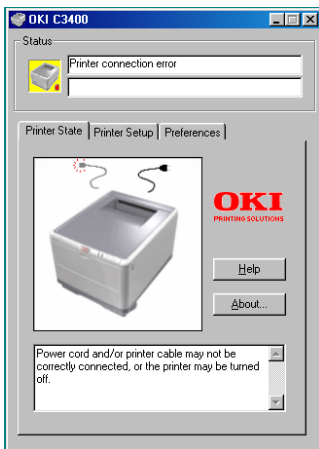 OKI C3400
Status
Printer connection error
Printer State
Printer Setup
Preferences
OKI
PRINTING SOLUTIONS
Help
About...
Power cord and/or printer cable may not be
correctly connected, or the printer may be turned
off.